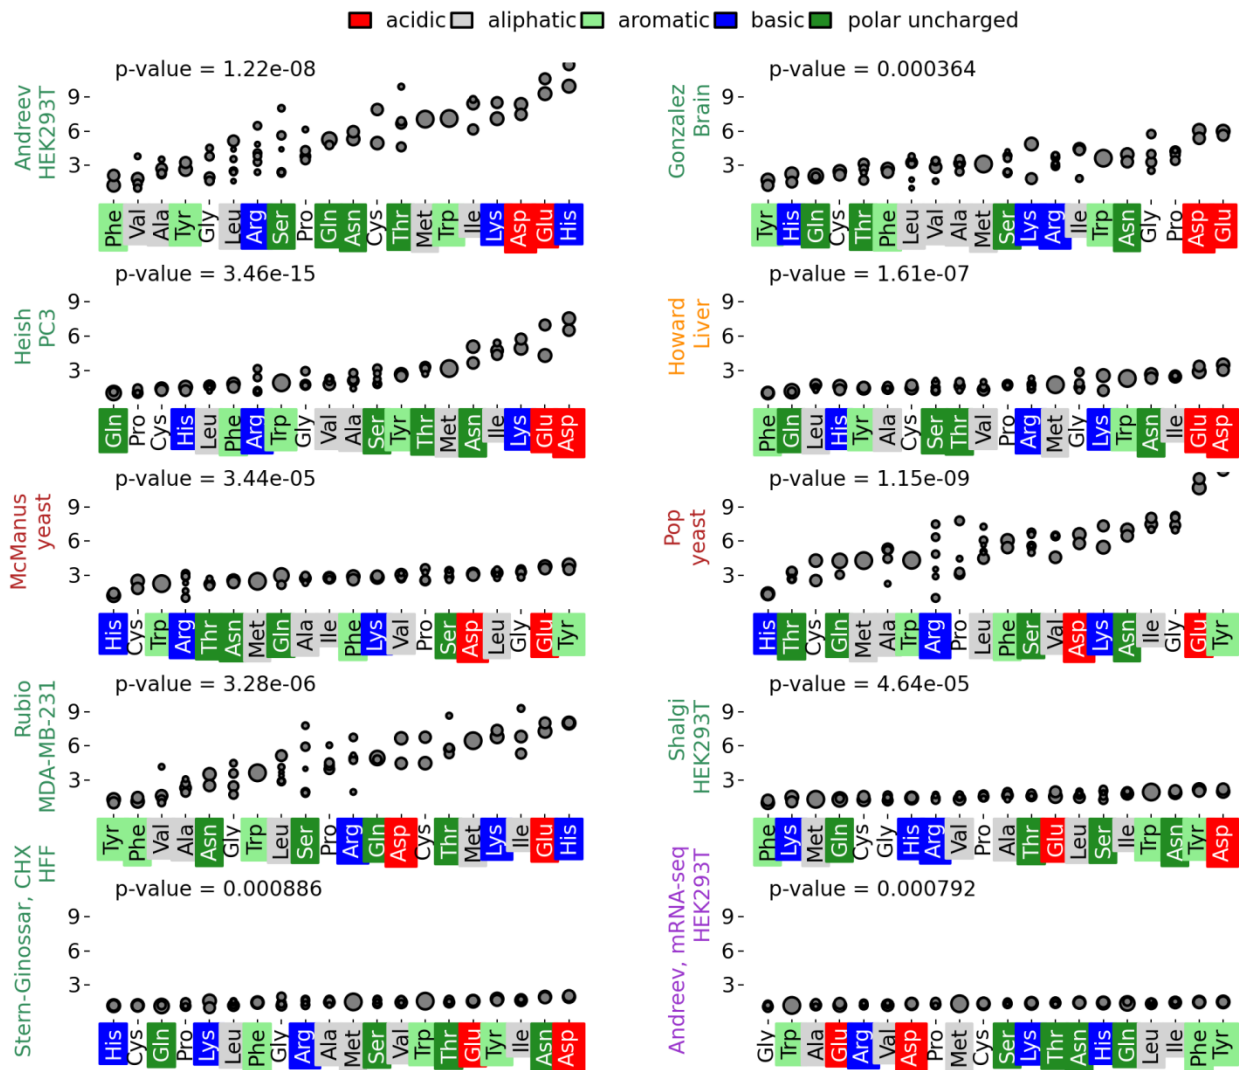 acidic aliphatic aromatic basic polar uncharged
Andreev
HEK293T
p-value = 1.22e-08
9
6
3
Phe Val Ala Tyr Gly Leu Arg Ser Pro Gln Asn Cys Thr Met Trp Ile Lys Asp Glu His
Gonzalez
Brain
p-value = 0.000364
9
6
3
Tyr His Gln Cys Thr Phe Leu Val Ala Met Ser Lys Arg Ile Trp Asn Gly Pro Asp Glu
Heish
PC3
p-value = 3.46e-15
9
6
3
Gln Pro Cys His Leu Phe Arg Trp Gly Val Ala Ser Tyr Thr Met Asn Ile Lys Glu Asp
Howard
Liver
p-value = 1.61e-07
9
6
3
Phe Gln Leu His Tyr Ala Cys Ser Thr Val Pro Arg Met Gly Lys Trp Asn Ile Glu Asp
McManus
yeast
p-value = 3.44e-05
9
6
3
His Cys Trp Arg Thr Asn Met Gln Ala Ile Phe Lys Val Pro Ser Asp Leu Gly Glu Tyr
Pop
yeast
p-value = 1.15e-09
9
6
3
His Thr Cys Gln Met Ala Trp Arg Pro Leu Phe Ser Val Asp Lys Asn Ile Gly Glu Tyr
Rubio
MDA-MB-231
p-value = 3.28e-06
9
6
3
Tyr Phe Val Ala Asn Gly Trp Leu Ser Pro Arg Gln Asp Cys Thr Met Lys Ile Glu His
Shalgi
HEK293T
p-value = 4.64e-05
9
6
3
Phe Lys Met Gln Cys Gly His Arg Val Pro Ala Thr Glu Leu Ser Ile Trp Asn Tyr Asp
Stern-Ginossar, CHX
HFF
p-value = 0.000886
9
6
3
His Cys Gln Pro Lys Leu Phe Gly Arg Ala Met Ser Val Trp Thr Glu Tyr Ile Asn Asp
Andreev, mRNA-seq
HEK293T
p-value = 0.000792
9
6
3
Gly Trp Ala Glu Arg Val Asp Pro Met Cys Ser Lys Thr Asn His Gln Leu Ile Phe Tyr